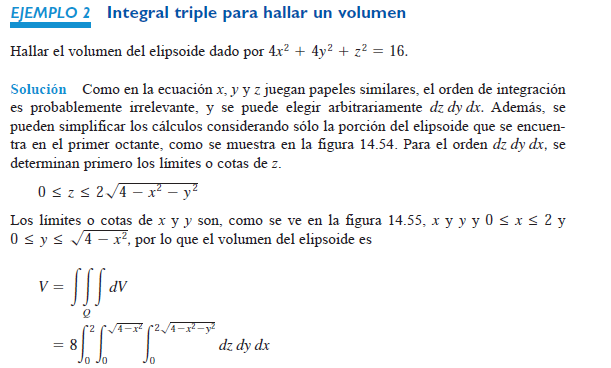 EJEMPLO 2 Integral triple para hallar un volumen
Hallar el volumen del elipsoide dado por 4x² + 4y² + z² = 16.
Solución Como en la ecuación x, y y z juegan papeles similares, el orden de integración
es probablemente irrelevante, y se puede elegir arbitrariamente dz dy dx. Además, se
pueden simplificar los cálculos considerando sólo la porción del elipsoide que se encuen-
tra en el primer octante, como se muestra en la figura 14.54. Para el orden dz dy dx, se
determinan primero los límites o cotas de z.
0 ≤ z ≤ 2√(4 − x² − y²)
Los límites o cotas de x y y son, como se ve en la figura 14.55, x y y y 0 ≤ x ≤ 2 y
0 ≤ y ≤ √(4 − x²), por lo que el volumen del elipsoide es
V = ∭_Q dV
= 8∫₀² ∫₀^√(4−x²) ∫₀^2√(4−x²−y²) dz dy dx